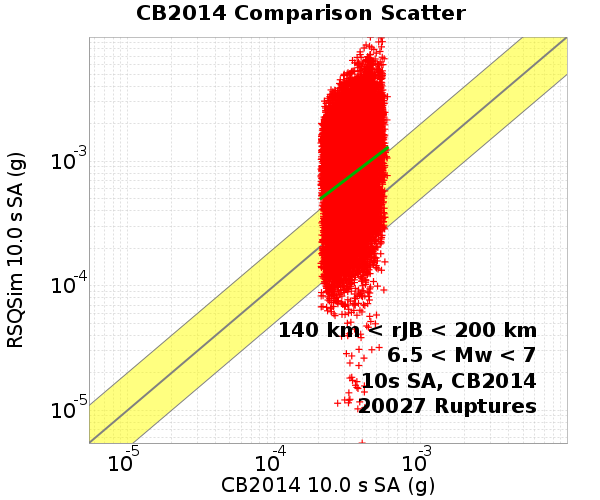 CB2014 Comparison Scatter
RSQSim 10.0 s SA (g)
10⁻³
10⁻⁴
10⁻⁵
140 km < rJB < 200 km
6.5 < Mw < 7
10s SA, CB2014
20027 Ruptures
10⁻⁵ 10⁻⁴ 10⁻³
CB2014 10.0 s SA (g)